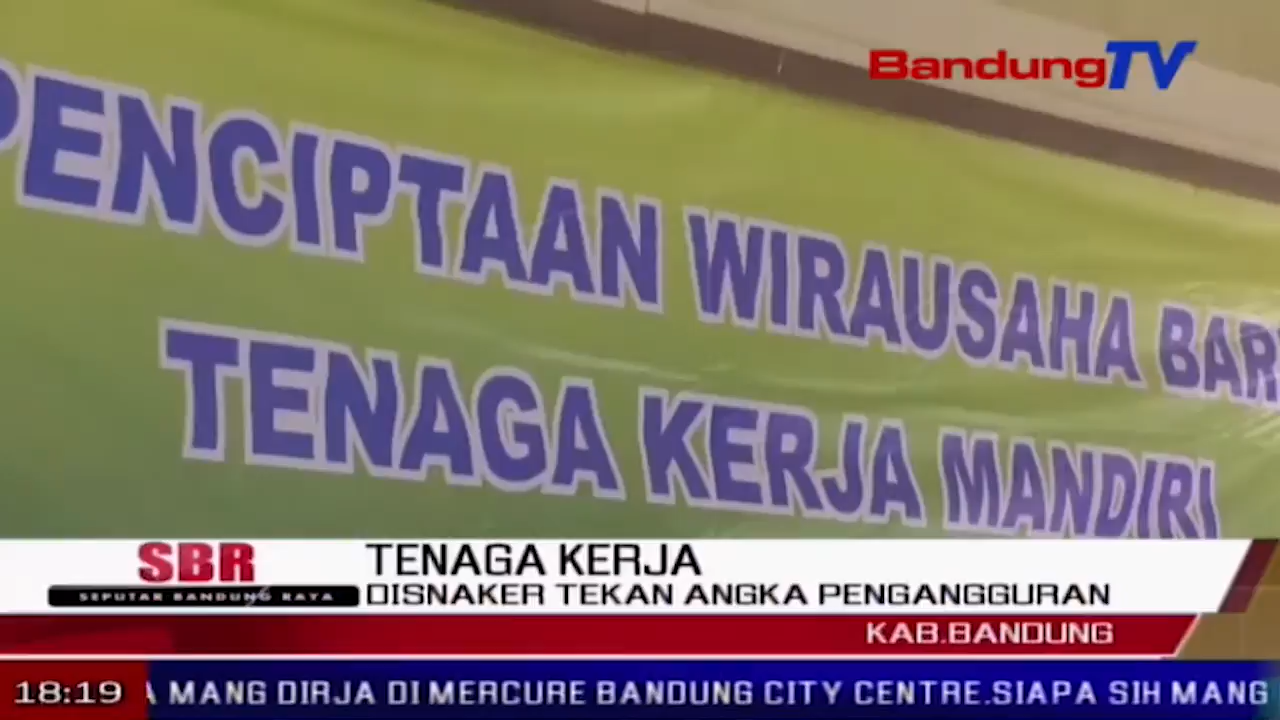 BandungTV
PENCIPTAAN WIRAUSAHA BAR
TENAGA KERJA MANDIRI
SBR
SEPUTAR BANDUNG RAYA
TENAGA KERJA
DISNAKER TEKAN ANGKA PENGANGGURAN
KAB.BANDUNG
18:19
A MANG DIRJA DI MERCURE BANDUNG CITY CENTRE.SIAPA SIH MANG